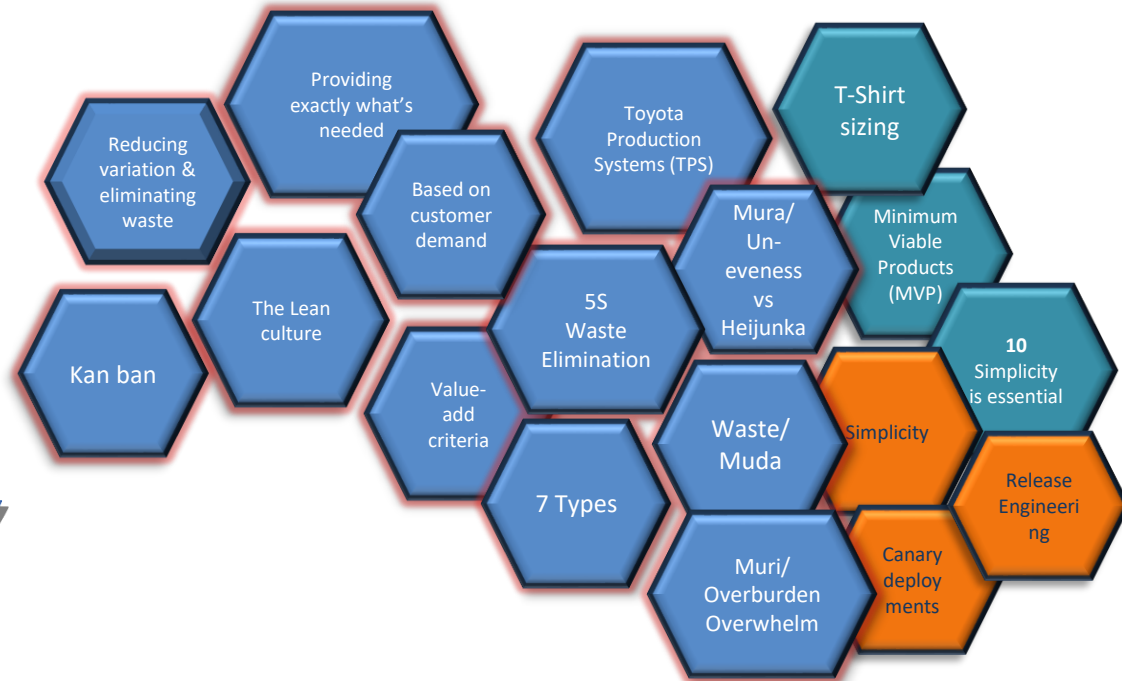 Providing
exactly what's
needed
Toyota
Production
Systems (TPS)
T-Shirt
sizing
Reducing
variation &
eliminating
waste
Based on
customer
demand
Mura/
Un-
eveness
vs
Heijunka
Minimum
Viable
Products
(MVP)
The Lean
culture
5S
Waste
Elimination
10
Simplicity
is essential
Kan ban
Value-
add
criteria
Waste/
Muda
Simplicity
7 Types
Release
Engineeri
ng
Muri/
Overburden
Overwhelm
Canary
deploy
ments